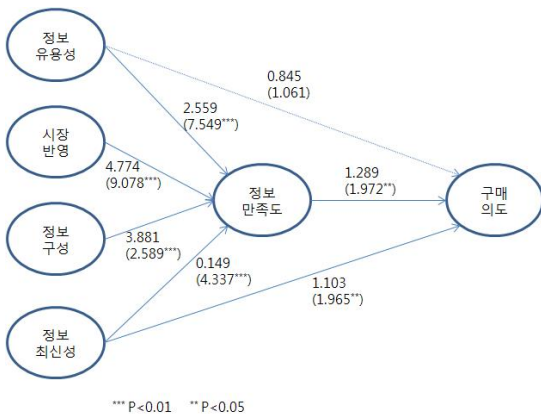 정보
유용성
0.845
(1.061)
2.559
(7.549***)
시장
반영
4.774
(9.078***)
정보
만족도
1.289
(1.972**)
구매
의도
정보
구성
3.881
(2.589***)
0.149
(4.337***)
1.103
(1.965**)
정보
최신성
*** P<0.01 ** P<0.05